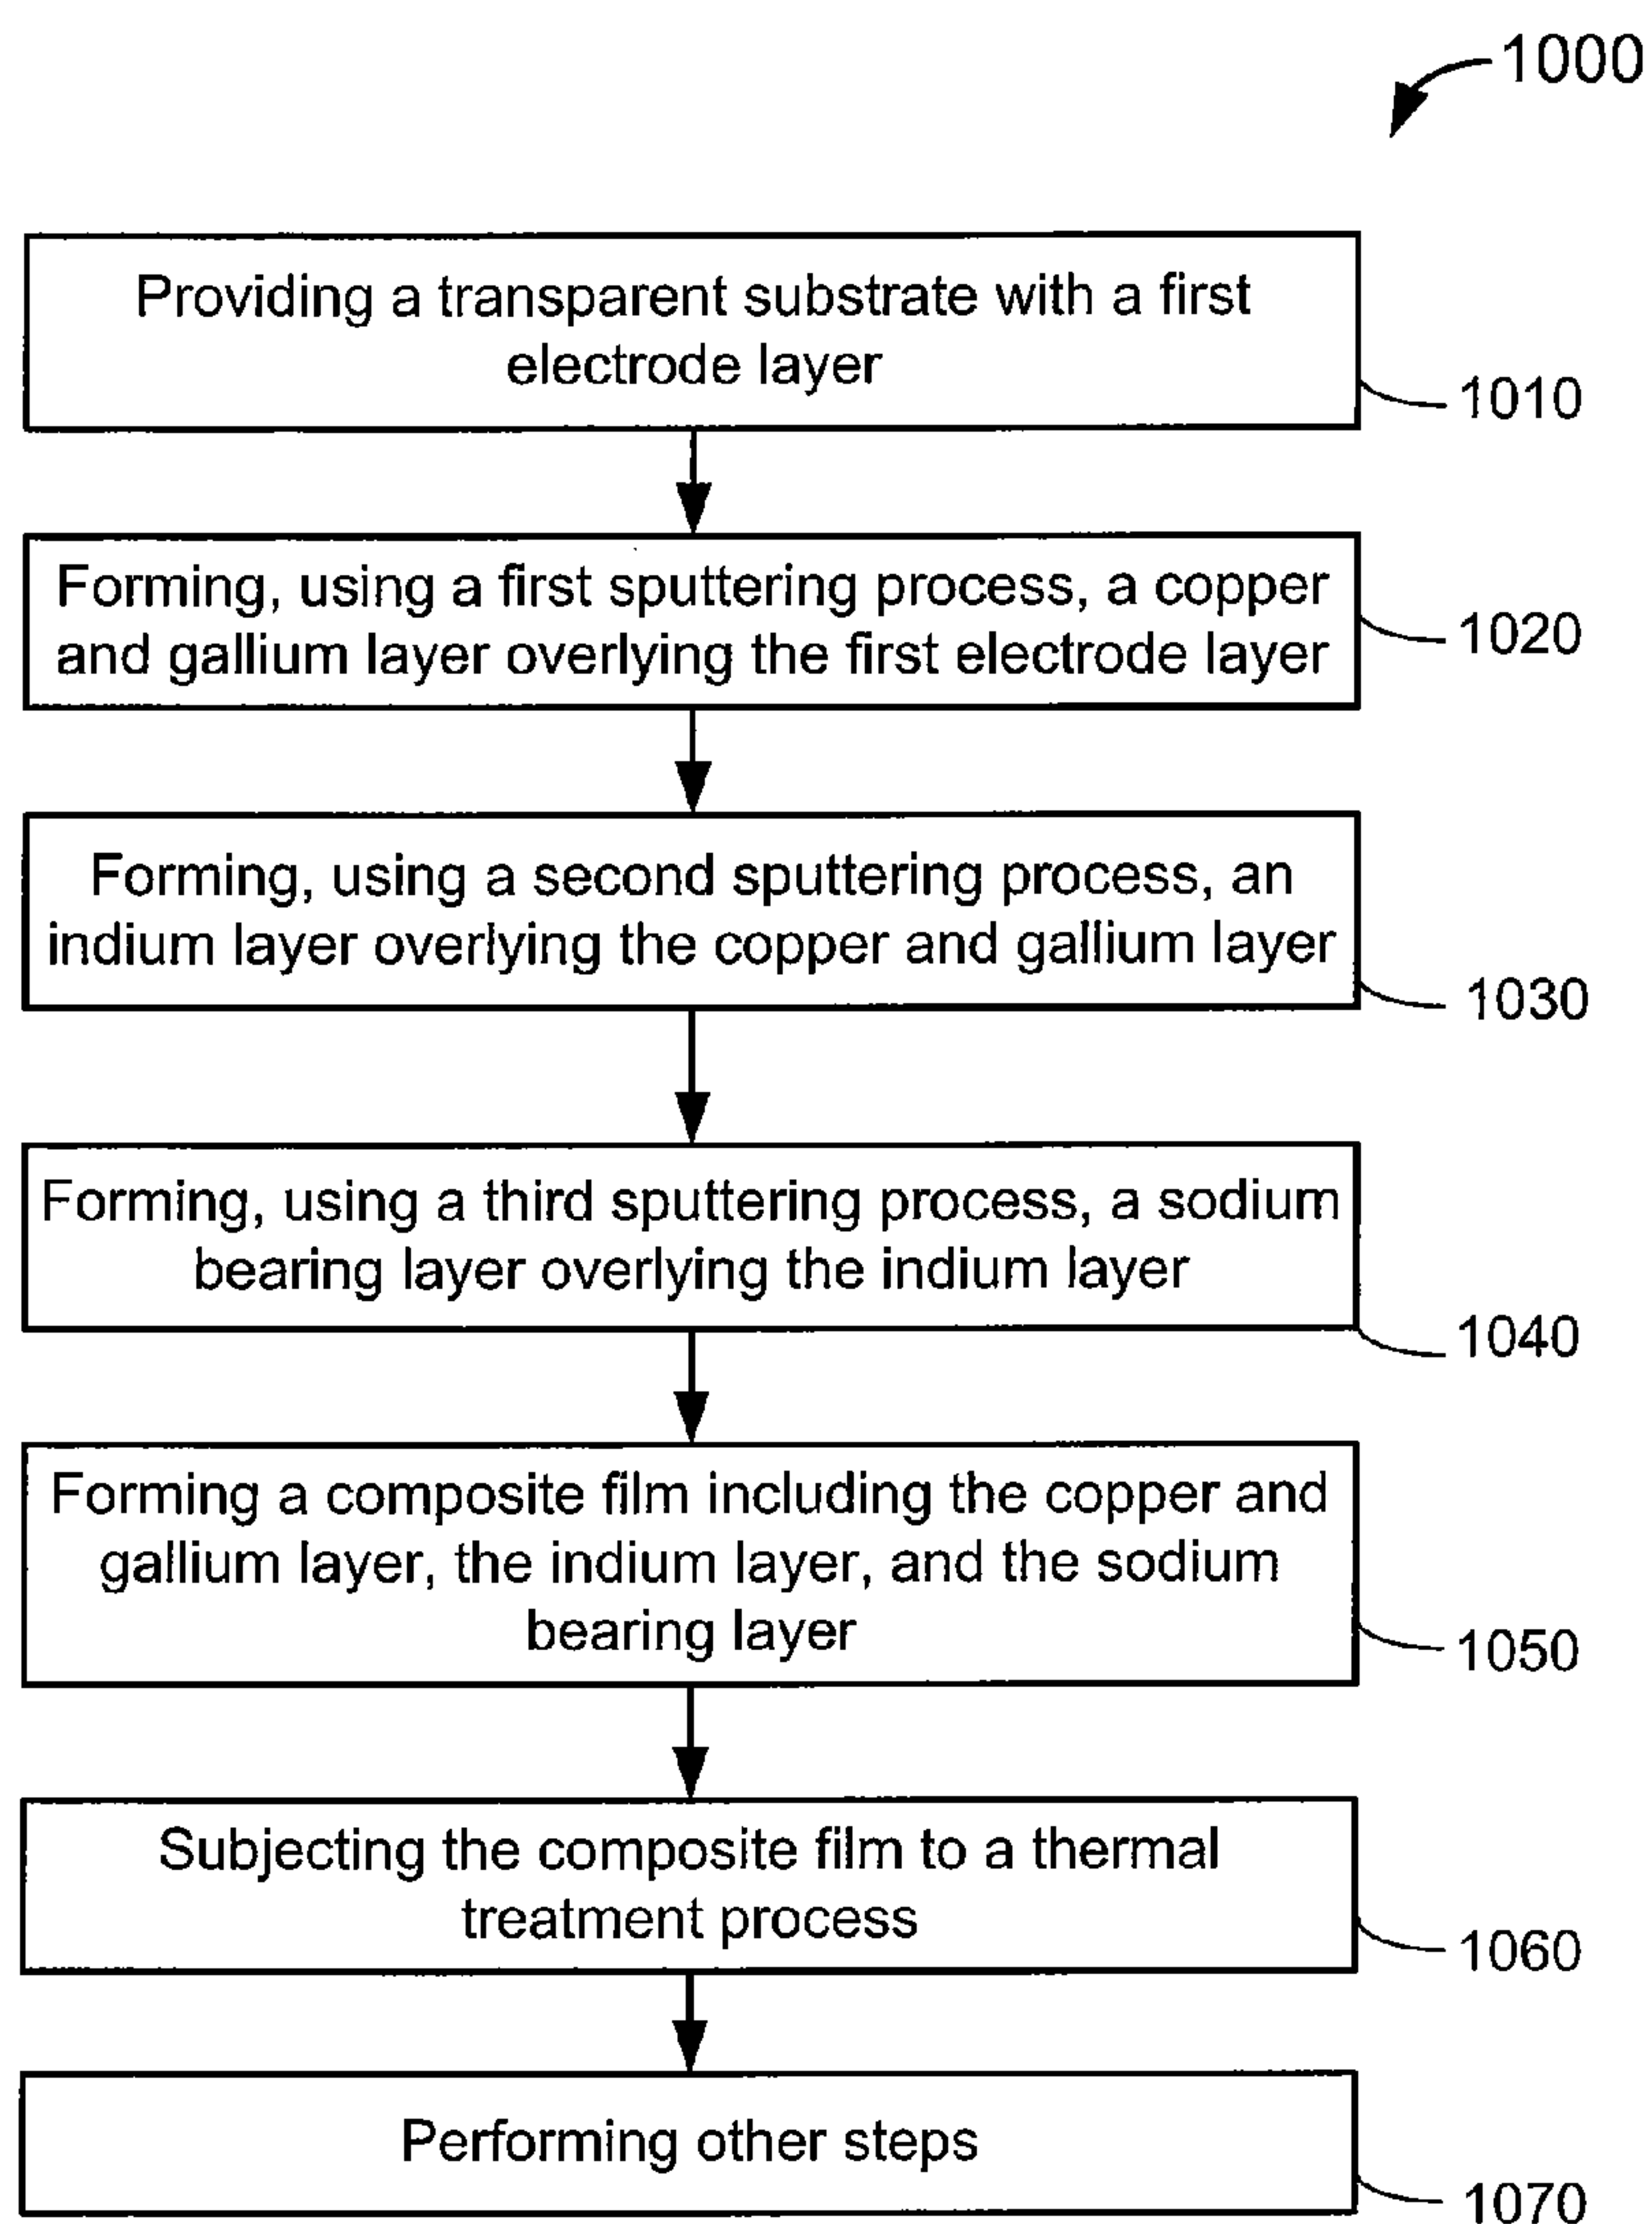 1000
Providing a transparent substrate with a first
electrode layer
1010
Forming, using a first sputtering process, a copper
and gallium layer overlying the first electrode layer
1020
Forming, using a second sputtering process, an
indium layer overlying the copper and gallium layer
1030
Forming, using a third sputtering process, a sodium
bearing layer overlying the indium layer
1040
Forming a composite film including the copper and
gallium layer, the indium layer, and the sodium
bearing layer
1050
Subjecting the composite film to a thermal
treatment process
1060
Performing other steps
1070